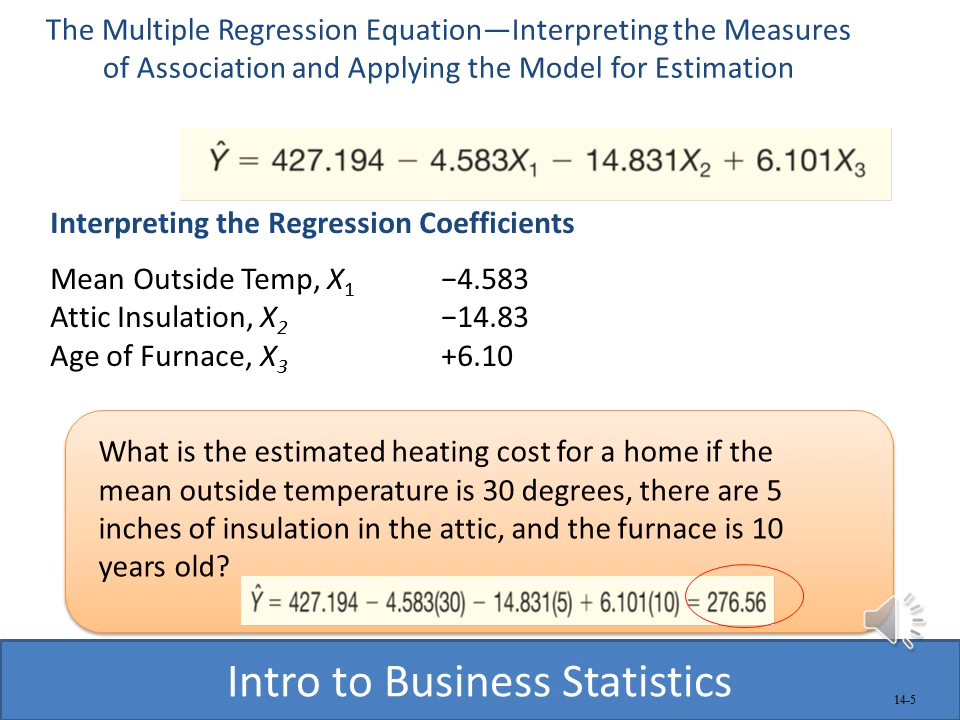 The Multiple Regression Equation—Interpreting the Measures
of Association and Applying the Model for Estimation
Ŷ = 427.194 − 4.583X₁ − 14.831X₂ + 6.101X₃
Interpreting the Regression Coefficients
Mean Outside Temp, X₁ −4.583
Attic Insulation, X₂ −14.83
Age of Furnace, X₃ +6.10
What is the estimated heating cost for a home if the
mean outside temperature is 30 degrees, there are 5
inches of insulation in the attic, and the furnace is 10
years old?
Ŷ = 427.194 − 4.583(30) − 14.831(5) + 6.101(10) = 276.56
Intro to Business Statistics
14-5